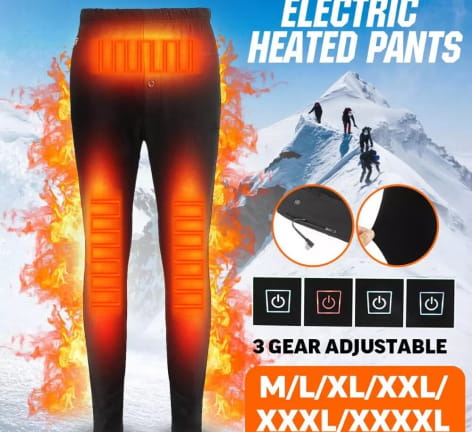 ELECTRIC
HEATED PANTS
3 GEAR ADJUSTABLE
M/L/XL/XXL/
XXXL/XXXXL